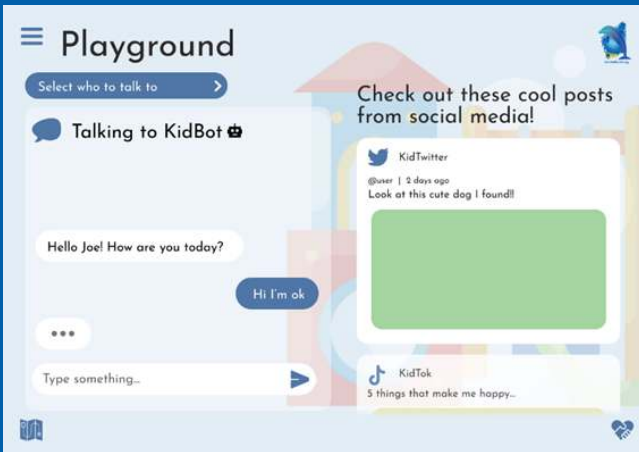 Playground
Select who to talk to
Talking to KidBot
Hello Joe! How are you today?
Hi I'm ok
Type something...
Check out these cool posts
from social media!
KidTwitter
@user | 2 days ago
Look at this cute dog I found!!
KidTok
5 things that make me happy...